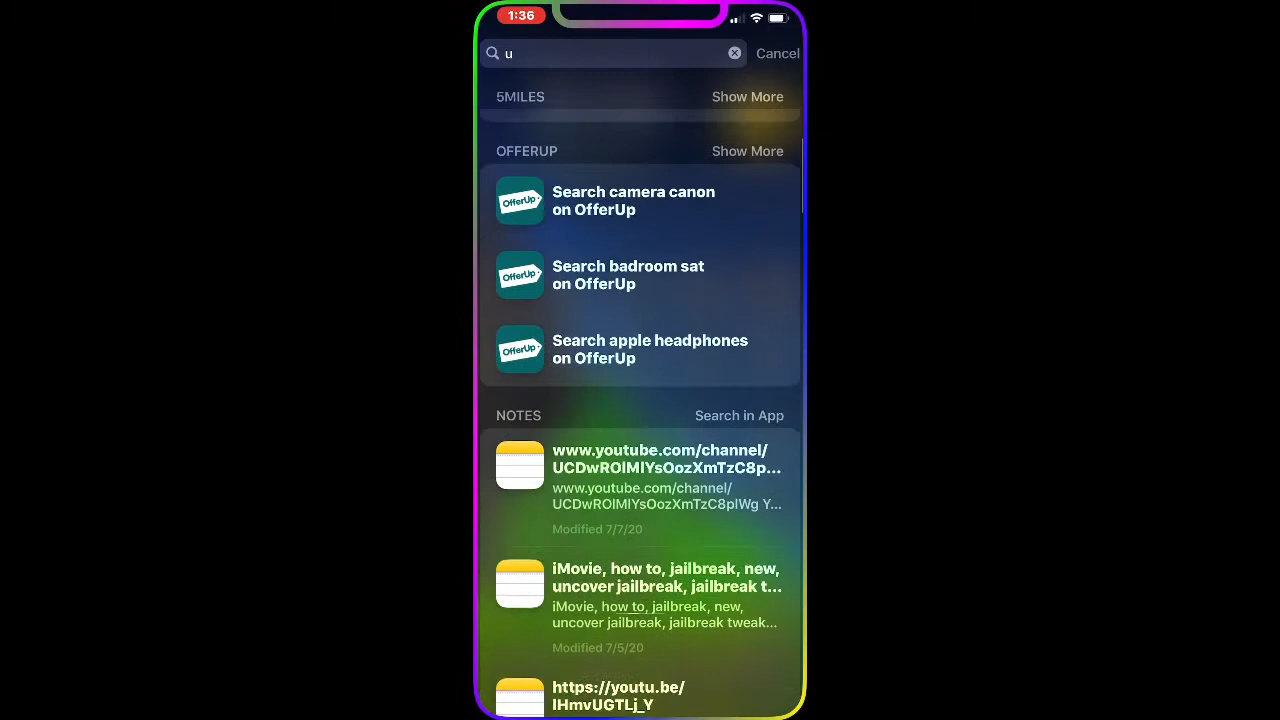 1:36
u
Cancel
5MILES
Show More
OFFERUP
Show More
OfferUp
Search camera canon
on OfferUp
OfferUp
Search badroom sat
on OfferUp
OfferUp
Search apple headphones
on OfferUp
NOTES
Search in App
www.youtube.com/channel/
UCDwROlMlYsOozXmTzC8p...
www.youtube.com/channel/
UCDwROlMlYsOozXmTzC8plWg Y...
Modified 7/7/20
iMovie, how to, jailbreak, new,
uncover jailbreak, jailbreak t...
iMovie, how to, jailbreak, new,
uncover jailbreak, jailbreak tweak...
Modified 7/5/20
https://youtu.be/
IHmvUGTLj_Y